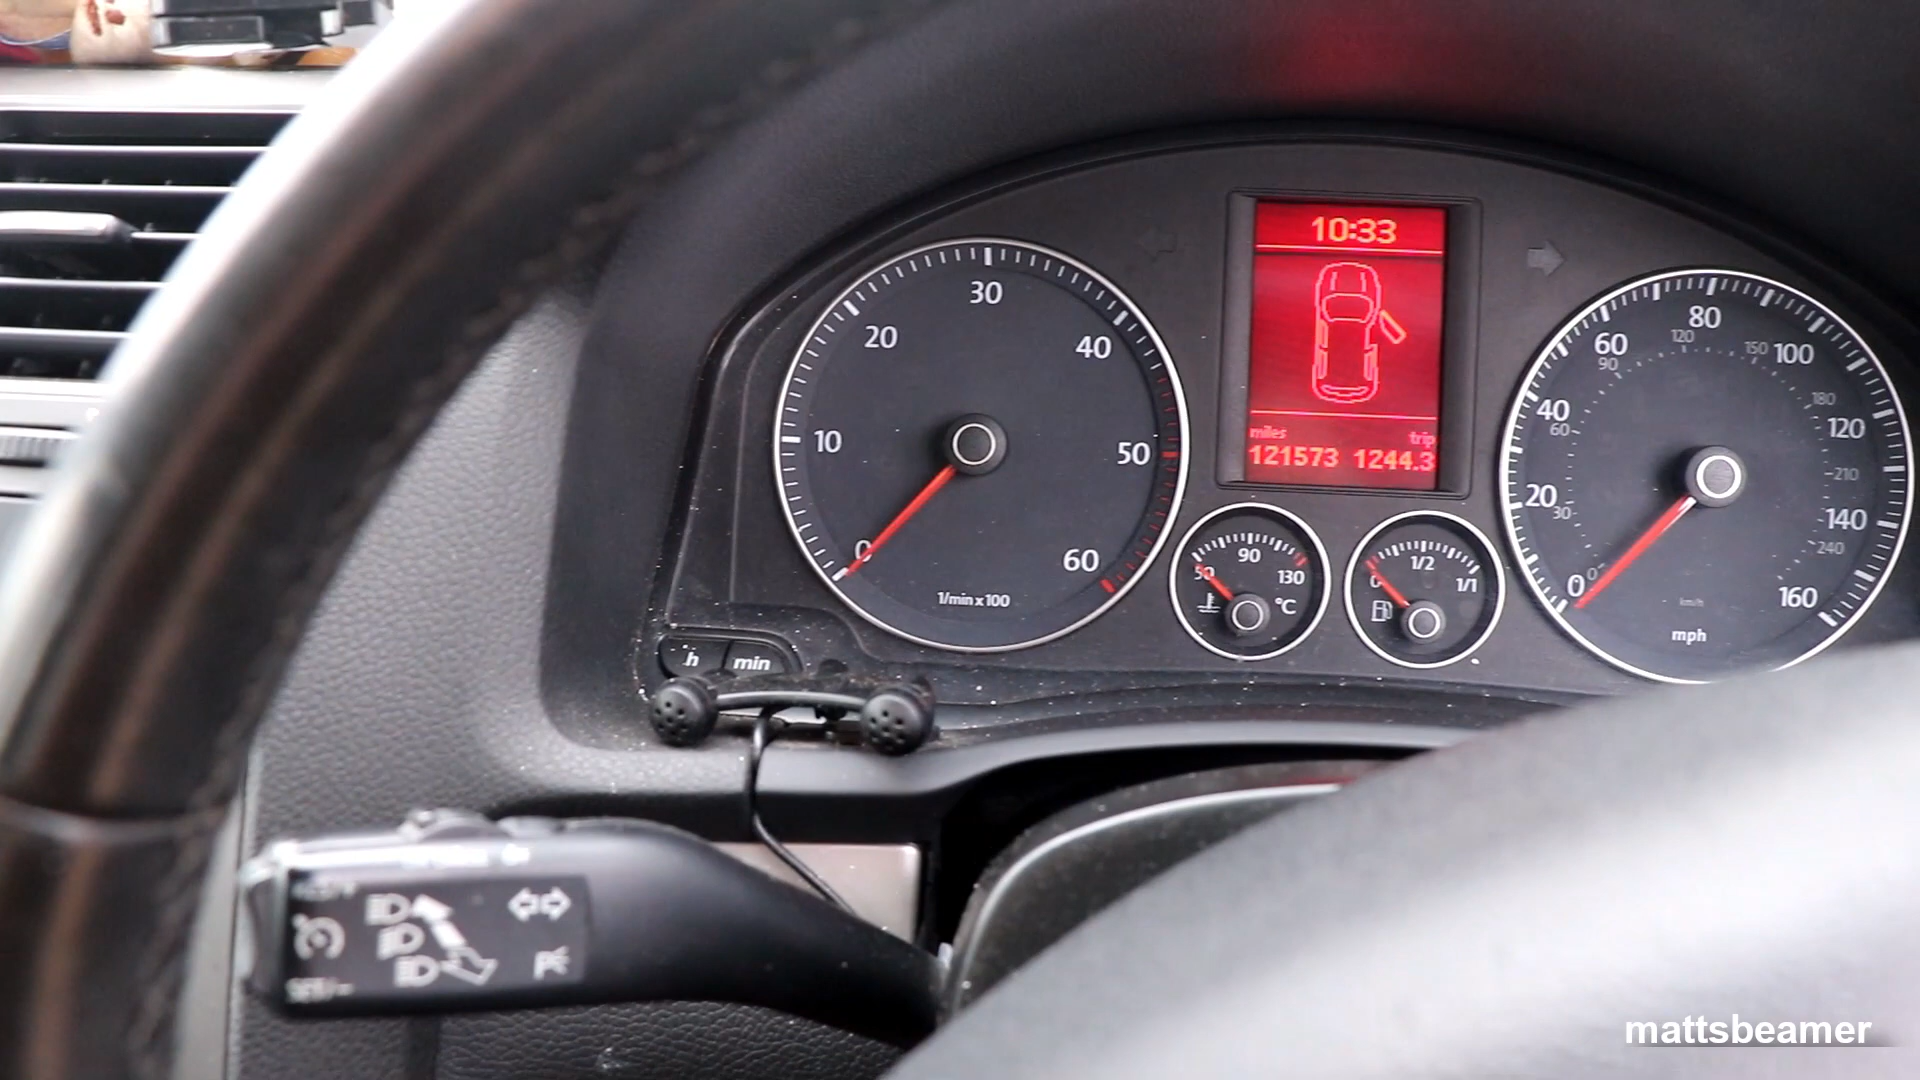 10:33
miles trip
121573 1244.3
0 10 20 30 40 50 60
1/min x 100
50 90 130
°C
0 1/2 1/1
0 20 40 60 80 100 120 140 160
0 30 60 90 120 150 180 210 240
km/h
mph
h min
SET/-
mattsbeamer